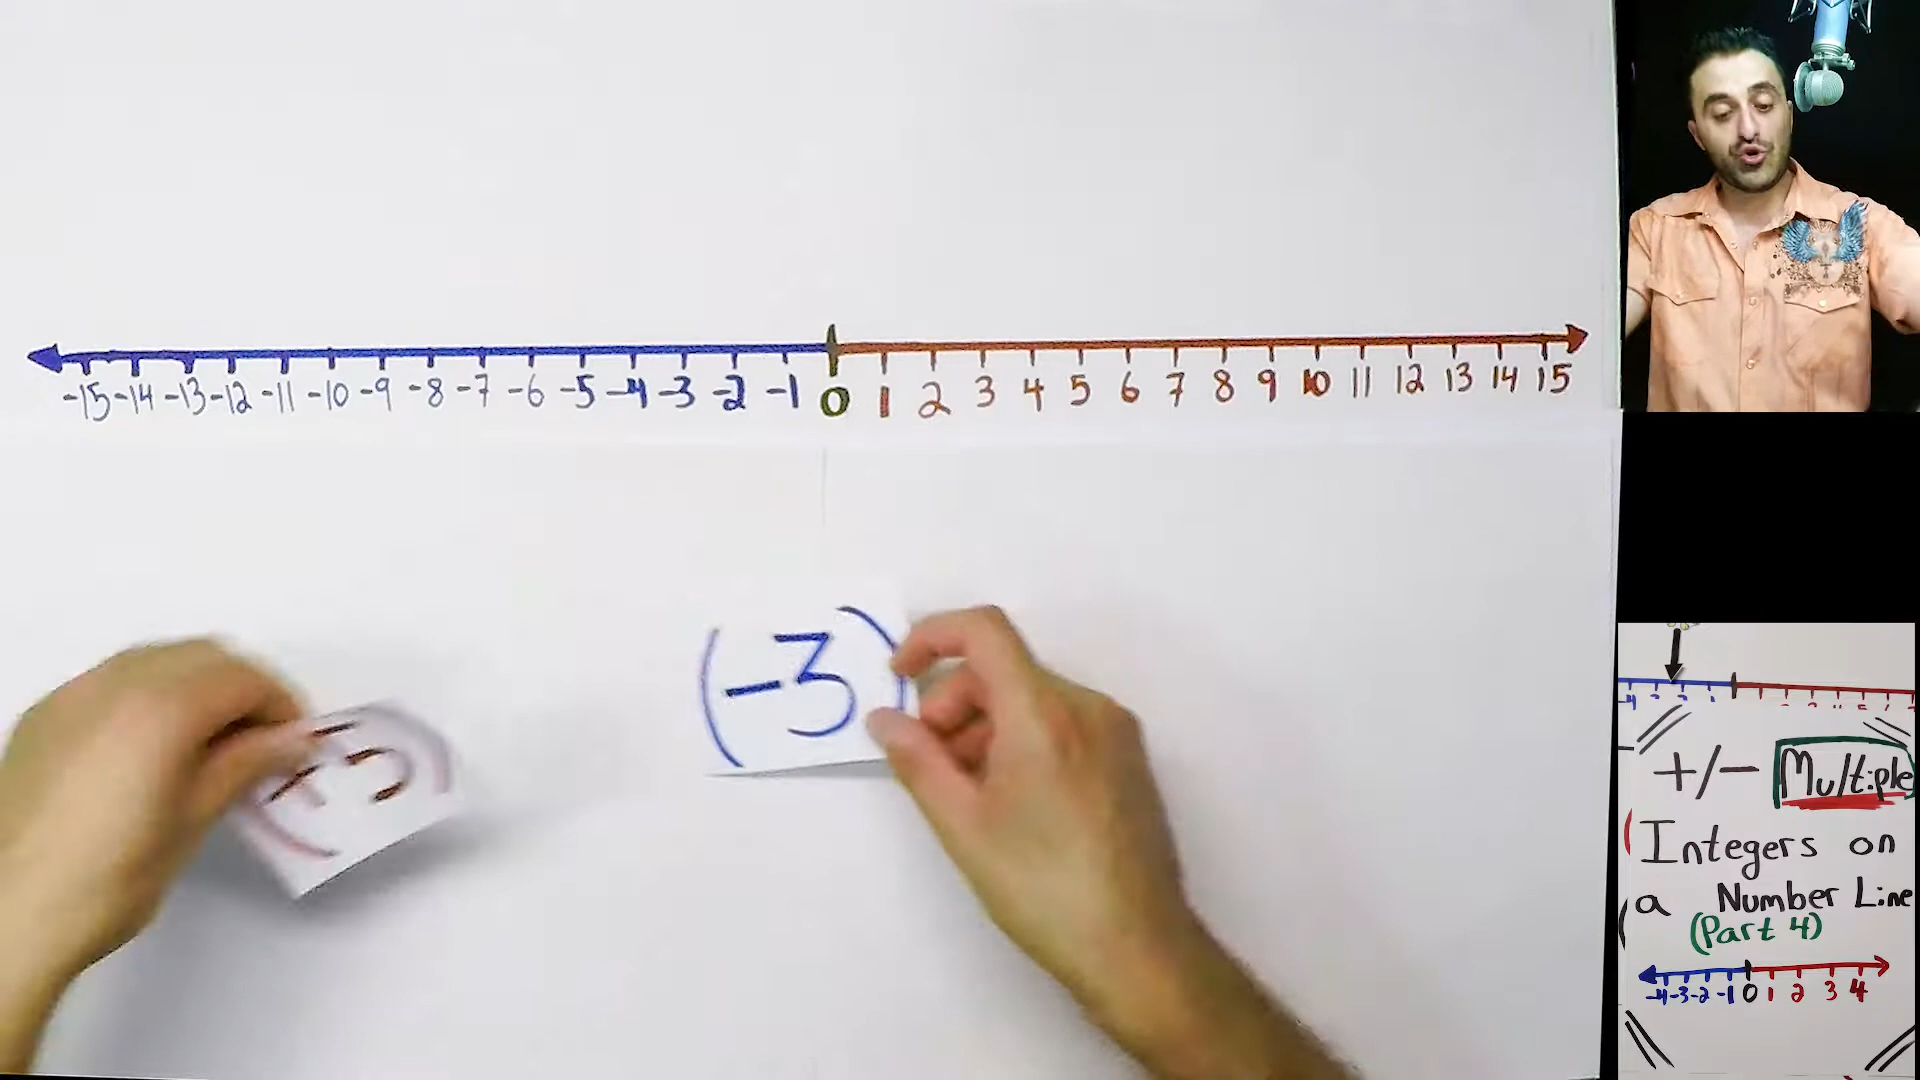 -15 -14 -13 -12 -11 -10 -9 -8 -7 -6 -5 -4 -3 -2 -1 0 1 2 3 4 5 6 7 8 9 10 11 12 13 14 15
(-3)
+/- Multiple
Integers on
a Number Line
(Part 4)
-4 -3 -2 -1 0 1 2 3 4